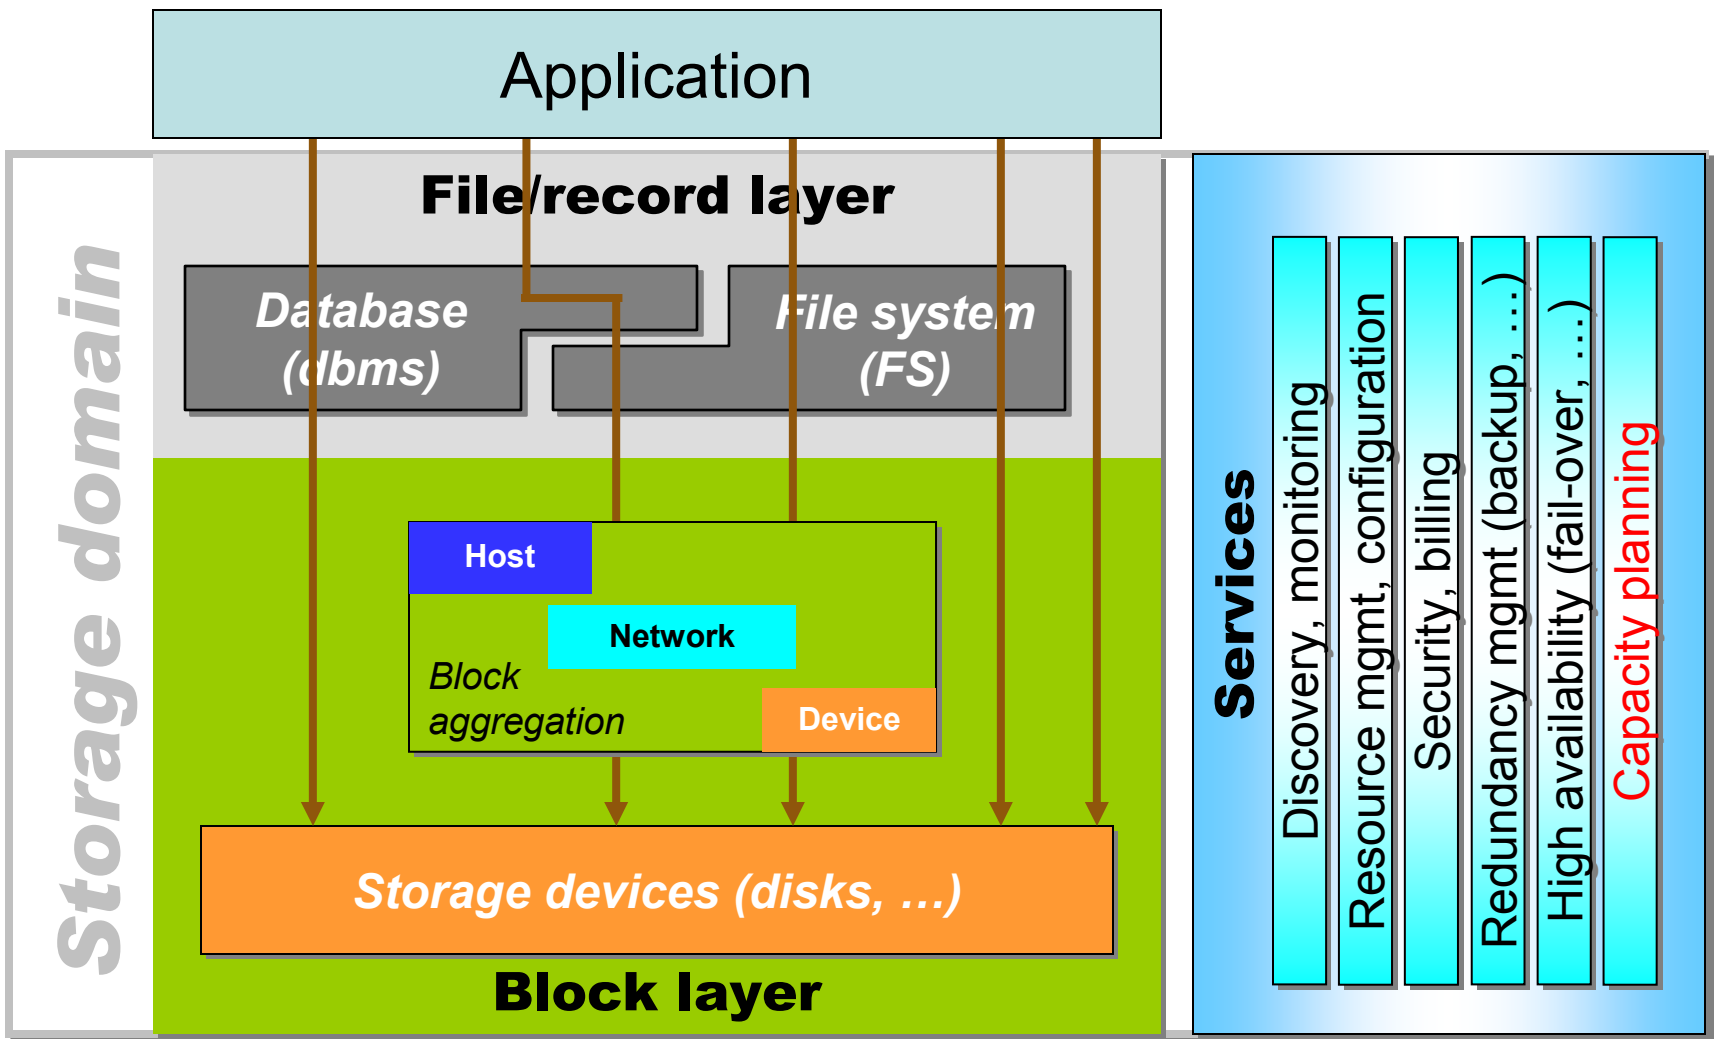 Application
Storage domain
File/record layer
Database
(dbms)
File system
(FS)
Host
Network
Device
Block
aggregation
Storage devices (disks, …)
Block layer
Services
Discovery, monitoring
Resource mgmt, configuration
Security, billing
Redundancy mgmt (backup, …)
High availability (fail-over, …)
Capacity planning